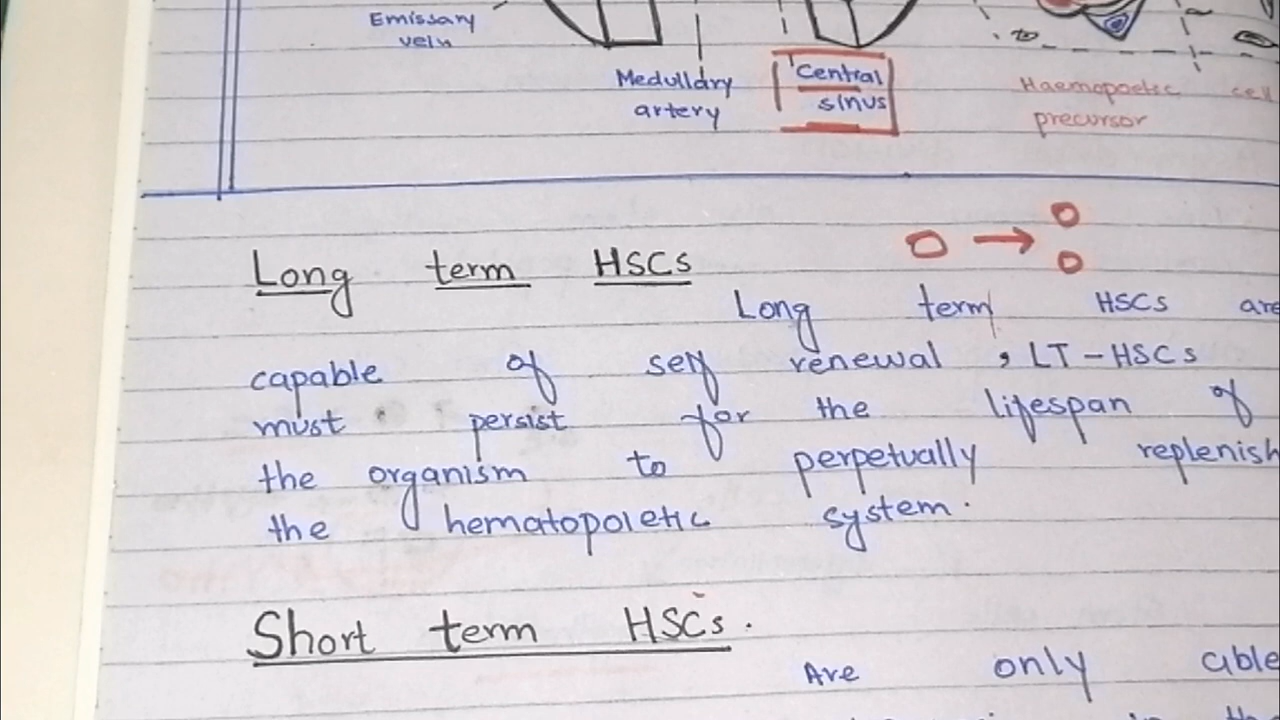 Emissary
vein
Medullary
artery
Central
sinus
Haemopoetic cell
precursor
Long term HSCs
Long term HSCs are
capable of self renewal , LT-HSCs
must persist for the lifespan of
the organism to perpetually replenish
the hematopoietic system.
Short term HSCs.
Are only able